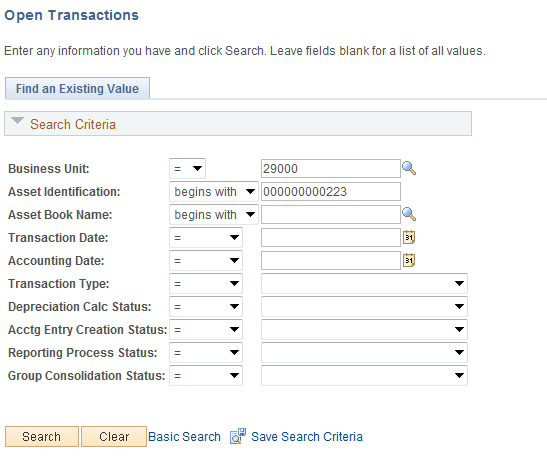 Open Transactions
Enter any information you have and click Search. Leave fields blank for a list of all values.
Find an Existing Value
Search Criteria
Business Unit: = 29000
Asset Identification: begins with 000000000223
Asset Book Name: begins with
Transaction Date: = 31
Accounting Date: = 31
Transaction Type: =
Depreciation Calc Status: =
Acctg Entry Creation Status: =
Reporting Process Status: =
Group Consolidation Status: =
Search Clear Basic Search Save Search Criteria